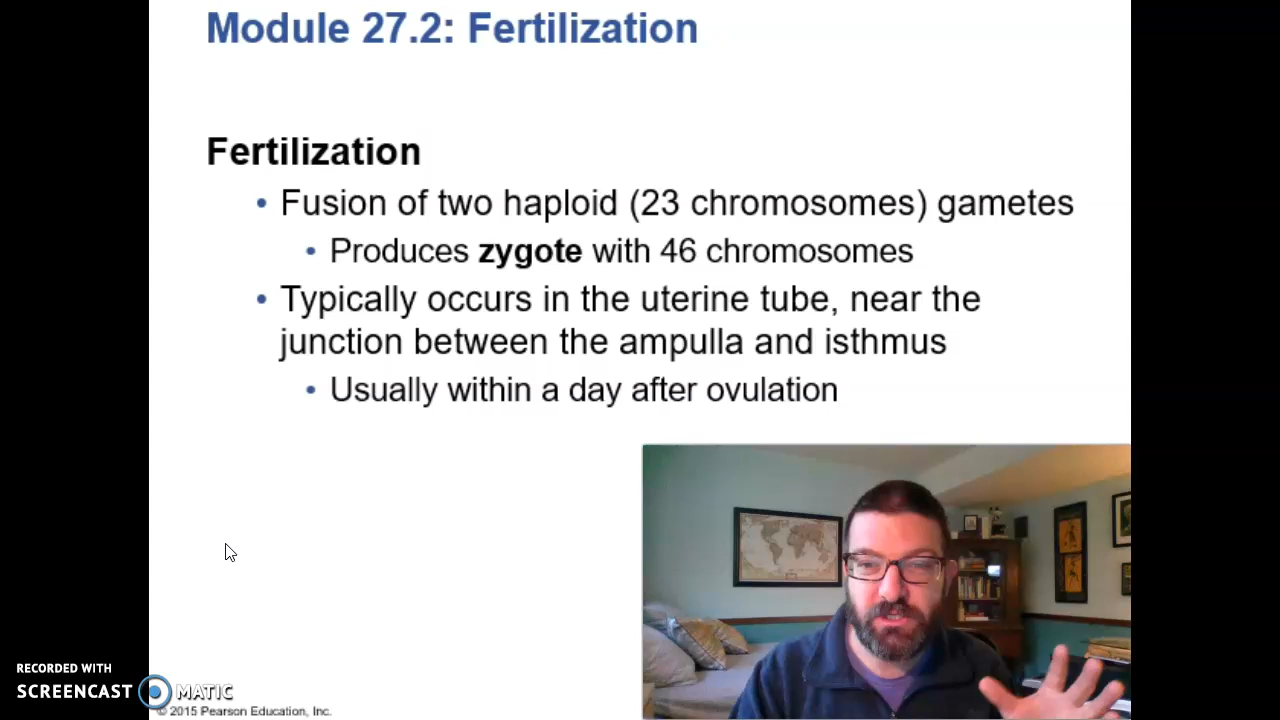 Module 27.2: Fertilization
Fertilization
• Fusion of two haploid (23 chromosomes) gametes
• Produces zygote with 46 chromosomes
• Typically occurs in the uterine tube, near the
junction between the ampulla and isthmus
• Usually within a day after ovulation
RECORDED WITH
SCREENCAST MATIC
© 2015 Pearson Education, Inc.